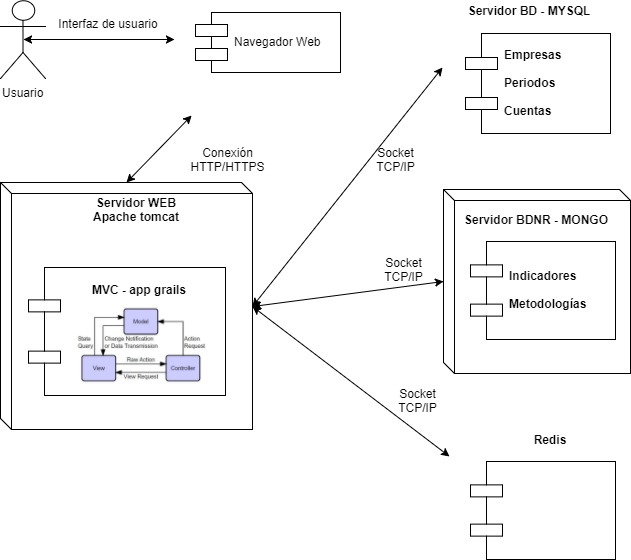 Interfaz de usuario
Usuario
Navegador Web
Servidor BD - MYSQL
Empresas
Periodos
Cuentas
Conexión
HTTP/HTTPS
Socket
TCP/IP
Servidor WEB
Apache tomcat
MVC - app grails
Model
State
Query
Change Notification
or Data Transmission
Action
Request
View
Raw Action
View Request
Controller
Socket
TCP/IP
Servidor BDNR - MONGO
Indicadores
Metodologías
Socket
TCP/IP
Redis